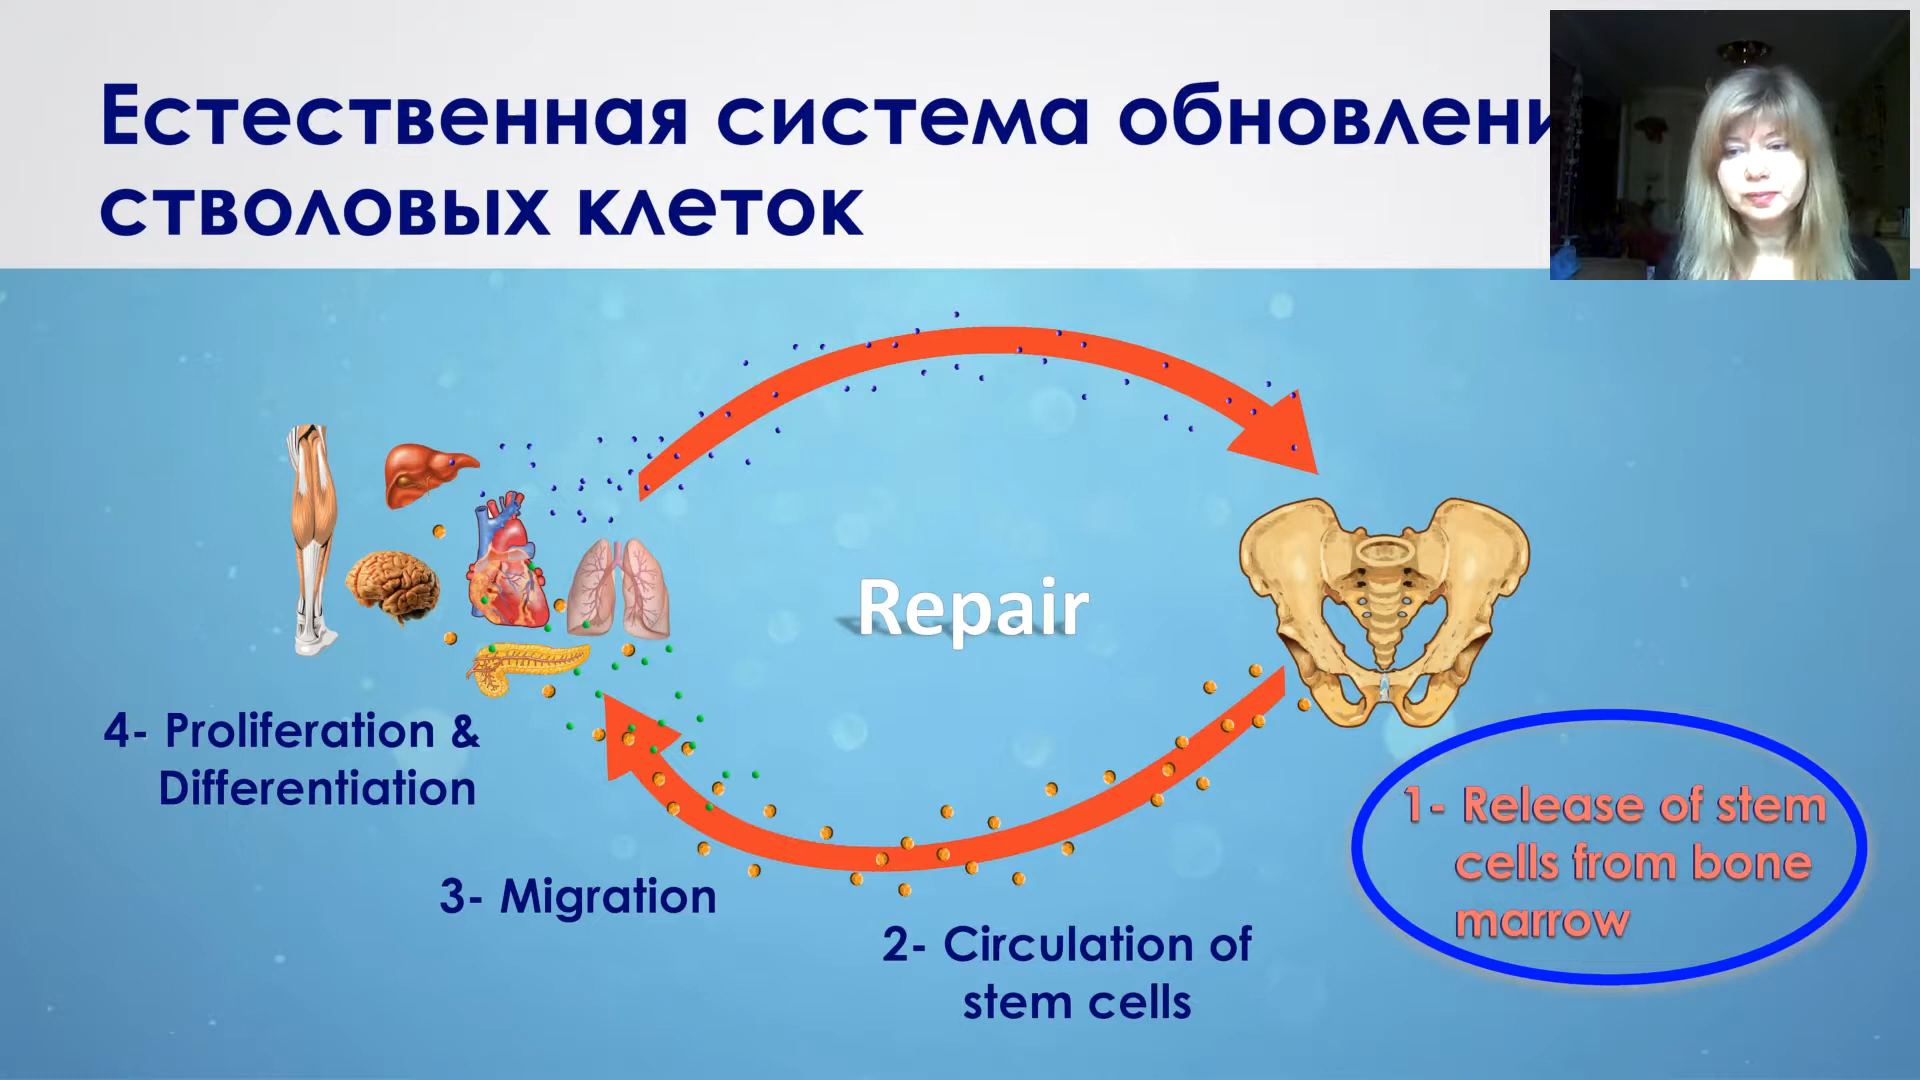 Естественная система обновлени
стволовых клеток
Repair
4- Proliferation &
Differentiation
3- Migration
2- Circulation of
stem cells
1- Release of stem
cells from bone
marrow